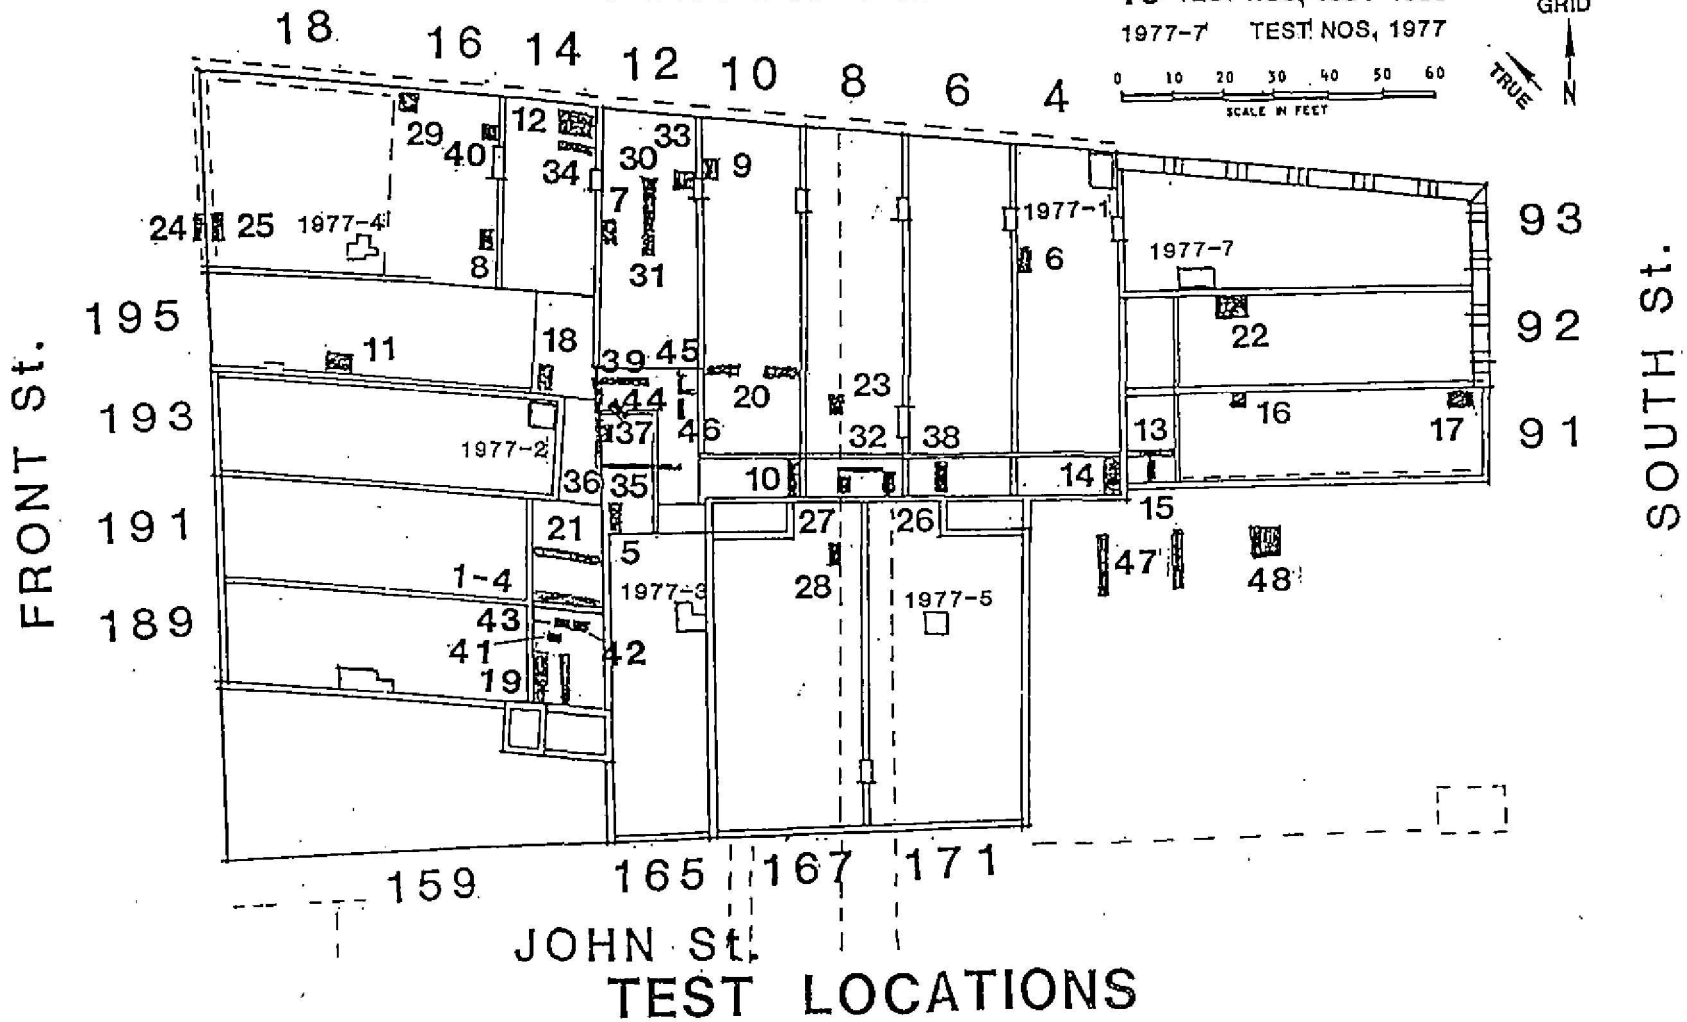 GRID
TEST NOS,
1977-7 TEST NOS, 1977
0 10 20 30 40 50 60
SCALE IN FEET
TRUE
N
18 16 14 12 10 8 6 4
29 40 12 34 33 30 9
7
24 25 1977-4 8 31 1977-1 6 1977-7 93
195 11 18 39 45 20 23 22 92
44
193 1977-2 37 46 32 38 13 16 17 91
36 35 10 14
191 21 5 27 26 15
1-4 28 47 48
189 43 1977-3 1977-5
41 42
19
FRONT St.
SOUTH St.
159 165 167 171
JOHN St.
TEST LOCATIONS